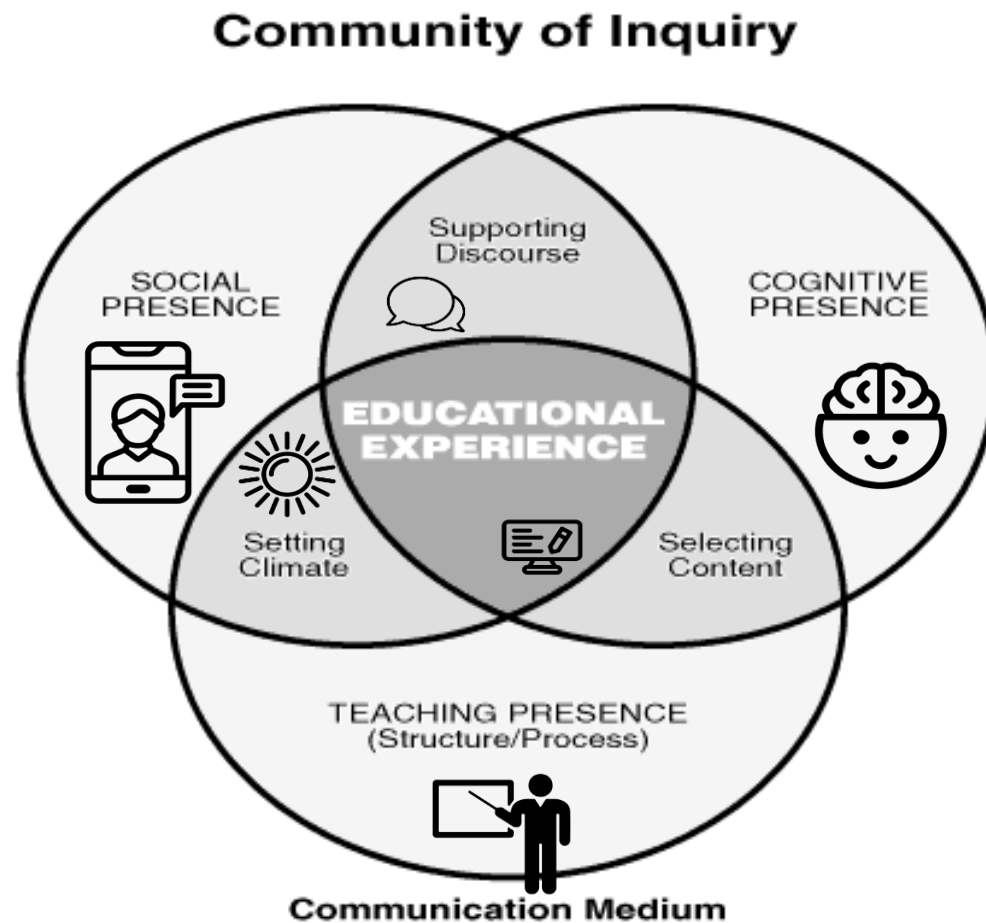 Community of Inquiry
Supporting
Discourse
SOCIAL
PRESENCE
COGNITIVE
PRESENCE
EDUCATIONAL
EXPERIENCE
Setting
Climate
Selecting
Content
TEACHING PRESENCE
(Structure/Process)
Communication Medium